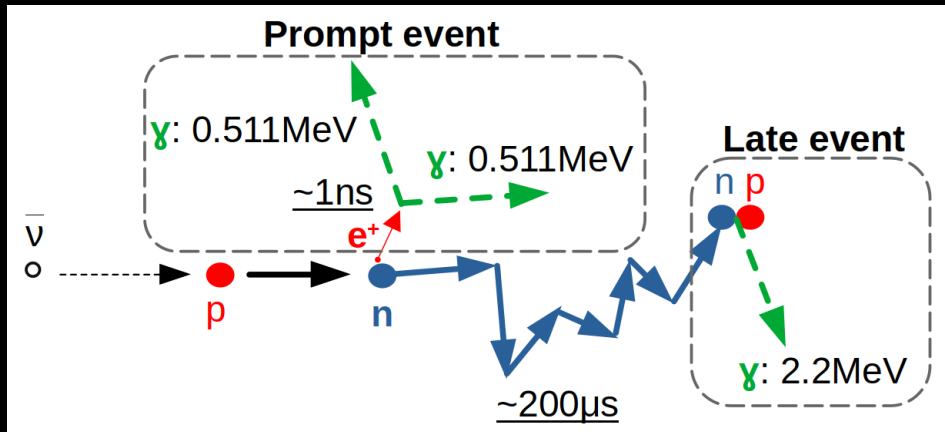 Prompt event
ɣ: 0.511MeV
ɣ: 0.511MeV
~1ns
e⁺
ν̅
p
n
~200µs
Late event
n p
ɣ: 2.2MeV